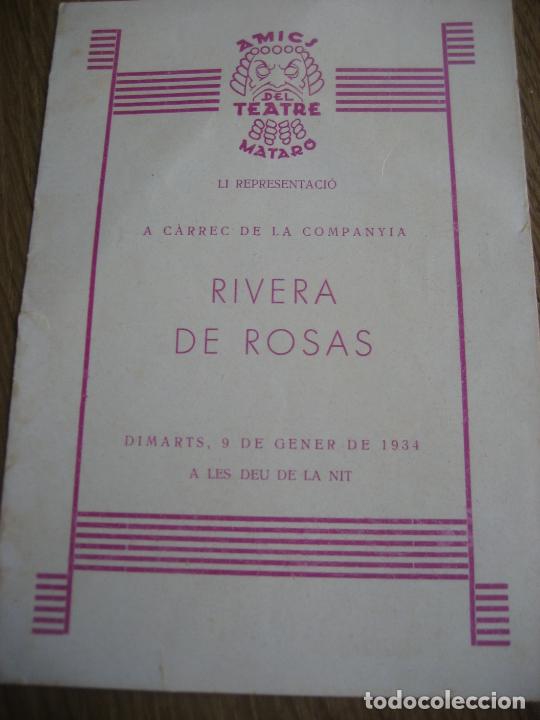 AMICS
DEL
TEATRE
MATARÓ
LI REPRESENTACIÓ
A CÀRREC DE LA COMPANYIA
RIVERA
DE ROSAS
DIMARTS, 9 DE GENER DE 1934
A LES DEU DE LA NIT
todocoleccion.net